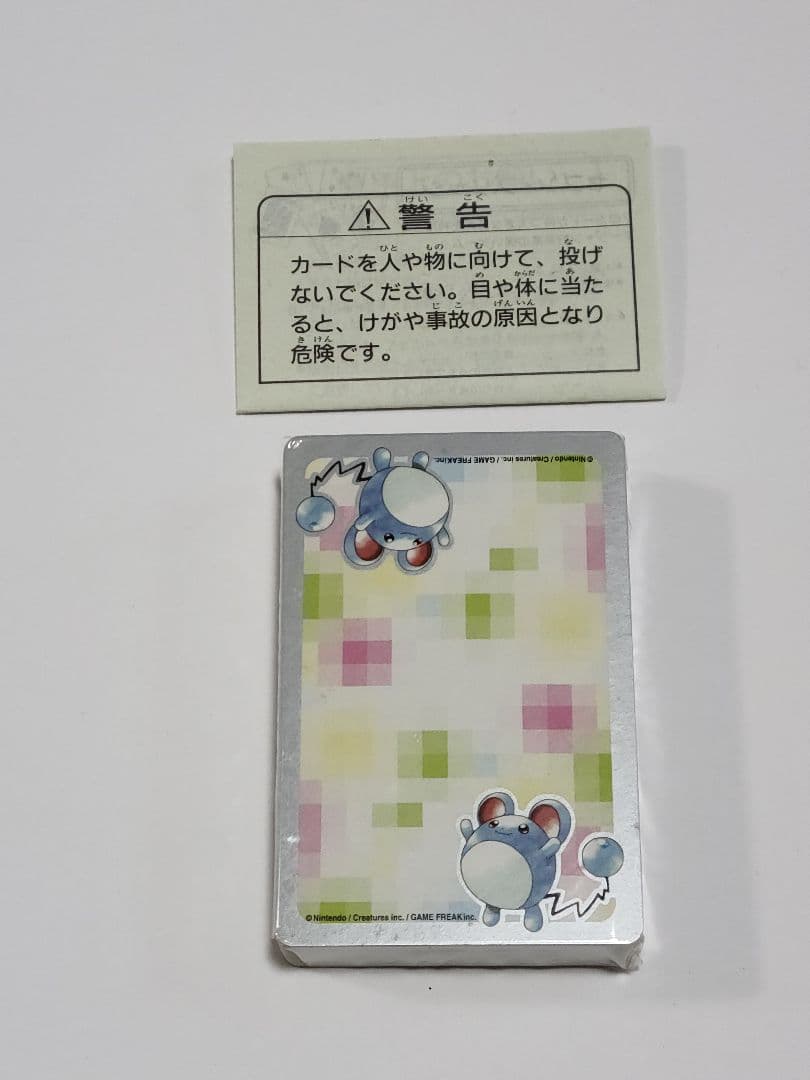 警告
カードを人や物に向けて、投げ
ないでください。目や体に当た
ると、けがや事故の原因となり
危険です。
©Nintendo / Creatures inc. / GAME FREAK inc.
©Nintendo / Creatures inc. / GAME FREAK inc.